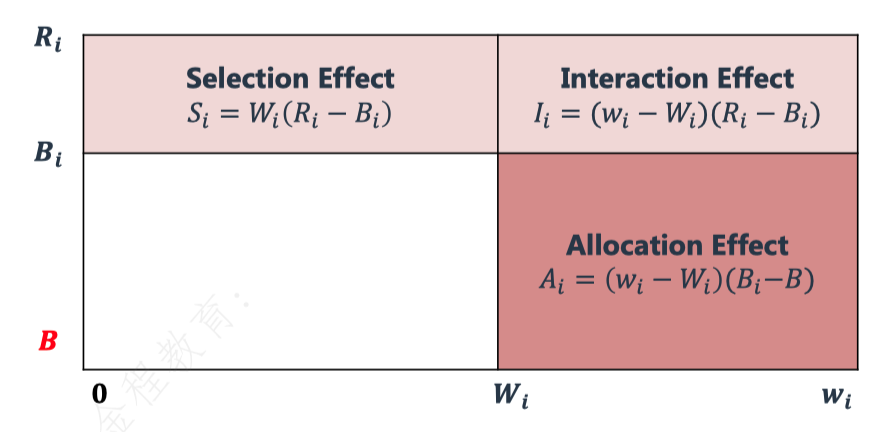 R_i
Selection Effect
S_i = W_i(R_i − B_i)
Interaction Effect
I_i = (w_i − W_i)(R_i − B_i)
B_i
Allocation Effect
A_i = (w_i − W_i)(B_i−B)
B
0
W_i
w_i
金程教育：